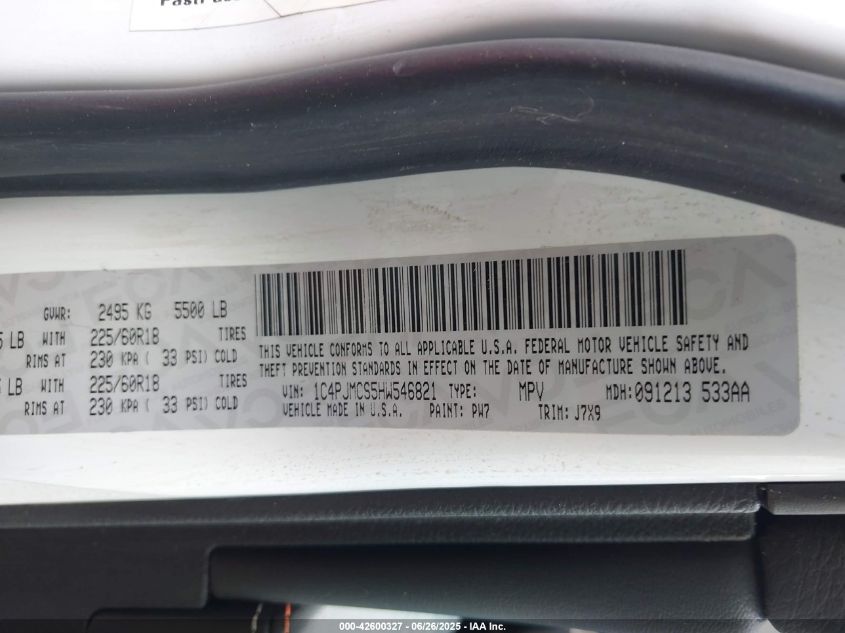 GVWR: 2495 KG 5500 LB
LB WITH 225/60R18 TIRES
RIMS AT 230 KPA ( 33 PSI) COLD
LB WITH 225/60R18 TIRES
RIMS AT 230 KPA ( 33 PSI) COLD
THIS VEHICLE CONFORMS TO ALL APPLICABLE U.S.A. FEDERAL MOTOR VEHICLE SAFETY AND
THEFT PREVENTION STANDARDS IN EFFECT ON THE DATE OF MANUFACTURE SHOWN ABOVE.
VIN: 1C4PJMCS5HW546821 TYPE: MPV MDH: 091213 533AA
VEHICLE MADE IN U.S.A. PAINT: PW7 TRIM: J7X9
000-42600327 - 06/26/2025 - IAA Inc.